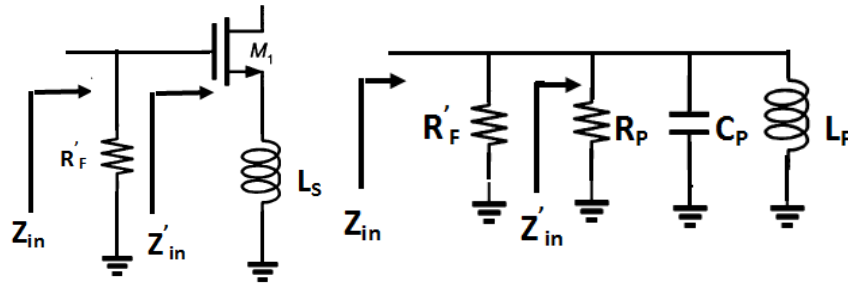 M₁
R'F
LS
Zin
Z'in
R'F
RP
CP
LP
Zin
Z'in